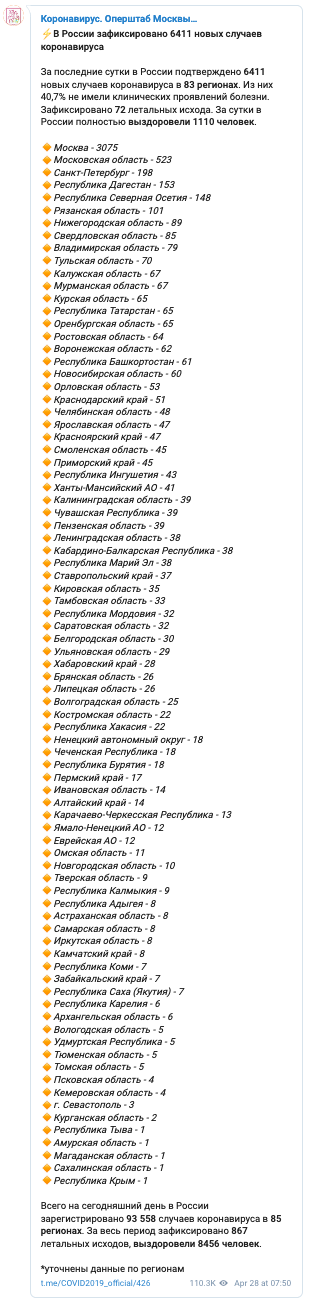 Коронавирус. Оперштаб Москвы…
⚡В России зафиксировано 6411 новых случаев
коронавируса
За последние сутки в России подтверждено 6411
новых случаев коронавируса в 83 регионах. Из них
40,7% не имели клинических проявлений болезни.
Зафиксировано 72 летальных исхода. За сутки в
России полностью выздоровели 1110 человек.
🔸Москва - 3075
🔸Московская область - 523
🔸Санкт-Петербург - 198
🔸Республика Дагестан - 153
🔸Республика Северная Осетия - 148
🔸Рязанская область - 101
🔸Нижегородская область - 89
🔸Свердловская область - 85
🔸Владимирская область - 79
🔸Тульская область - 70
🔸Калужская область - 67
🔸Мурманская область - 67
🔸Курская область - 65
🔸Республика Татарстан - 65
🔸Оренбургская область - 65
🔸Ростовская область - 64
🔸Воронежская область - 62
🔸Республика Башкортостан - 61
🔸Новосибирская область - 60
🔸Орловская область - 53
🔸Краснодарский край - 51
🔸Челябинская область - 48
🔸Ярославская область - 47
🔸Красноярский край - 47
🔸Смоленская область - 45
🔸Приморский край - 45
🔸Республика Ингушетия - 43
🔸Ханты-Мансийский АО - 41
🔸Калининградская область - 39
🔸Чувашская Республика - 39
🔸Пензенская область - 39
🔸Ленинградская область - 38
🔸Кабардино-Балкарская Республика - 38
🔸Республика Марий Эл - 38
🔸Ставропольский край - 37
🔸Кировская область - 35
🔸Тамбовская область - 33
🔸Республика Мордовия - 32
🔸Саратовская область - 32
🔸Белгородская область - 30
🔸Ульяновская область - 29
🔸Хабаровский край - 28
🔸Брянская область - 26
🔸Липецкая область - 26
🔸Волгоградская область - 25
🔸Костромская область - 22
🔸Республика Хакасия - 22
🔸Ненецкий автономный округ - 18
🔸Чеченская Республика - 18
🔸Республика Бурятия - 18
🔸Пермский край - 17
🔸Ивановская область - 14
🔸Алтайский край - 14
🔸Карачаево-Черкесская Республика - 13
🔸Ямало-Ненецкий АО - 12
🔸Еврейская АО - 12
🔸Омская область - 11
🔸Новгородская область - 10
🔸Тверская область - 9
🔸Республика Калмыкия - 9
🔸Республика Адыгея - 8
🔸Астраханская область - 8
🔸Самарская область - 8
🔸Иркутская область - 8
🔸Камчатский край - 8
🔸Республика Коми - 7
🔸Забайкальский край - 7
🔸Республика Саха (Якутия) - 7
🔸Республика Карелия - 6
🔸Архангельская область - 6
🔸Вологодская область - 5
🔸Удмуртская Республика - 5
🔸Тюменская область - 5
🔸Томская область - 5
🔸Псковская область - 4
🔸Кемеровская область - 4
🔸г. Севастополь - 3
🔸Курганская область - 2
🔸Республика Тыва - 1
🔸Амурская область - 1
🔸Магаданская область - 1
🔸Сахалинская область - 1
🔸Республика Крым - 1
Всего на сегодняшний день в России
зарегистрировано 93 558 случаев коронавируса в 85
регионах. За весь период зафиксировано 867
летальных исходов, выздоровели 8456 человек.
*уточнены данные по регионам
t.me/COVID2019_official/426 110.3K Apr 28 at 07:50